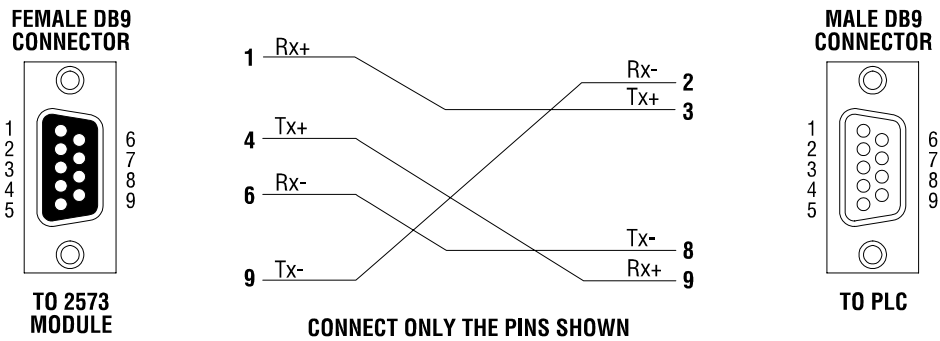 FEMALE DB9
CONNECTOR
1
2
3
4
5
6
7
8
9
TO 2573
MODULE
1 Rx+
4 Tx+
6 Rx-
9 Tx-
Rx- 2
Tx+ 3
Tx- 8
Rx+ 9
CONNECT ONLY THE PINS SHOWN
MALE DB9
CONNECTOR
1
2
3
4
5
6
7
8
9
TO PLC